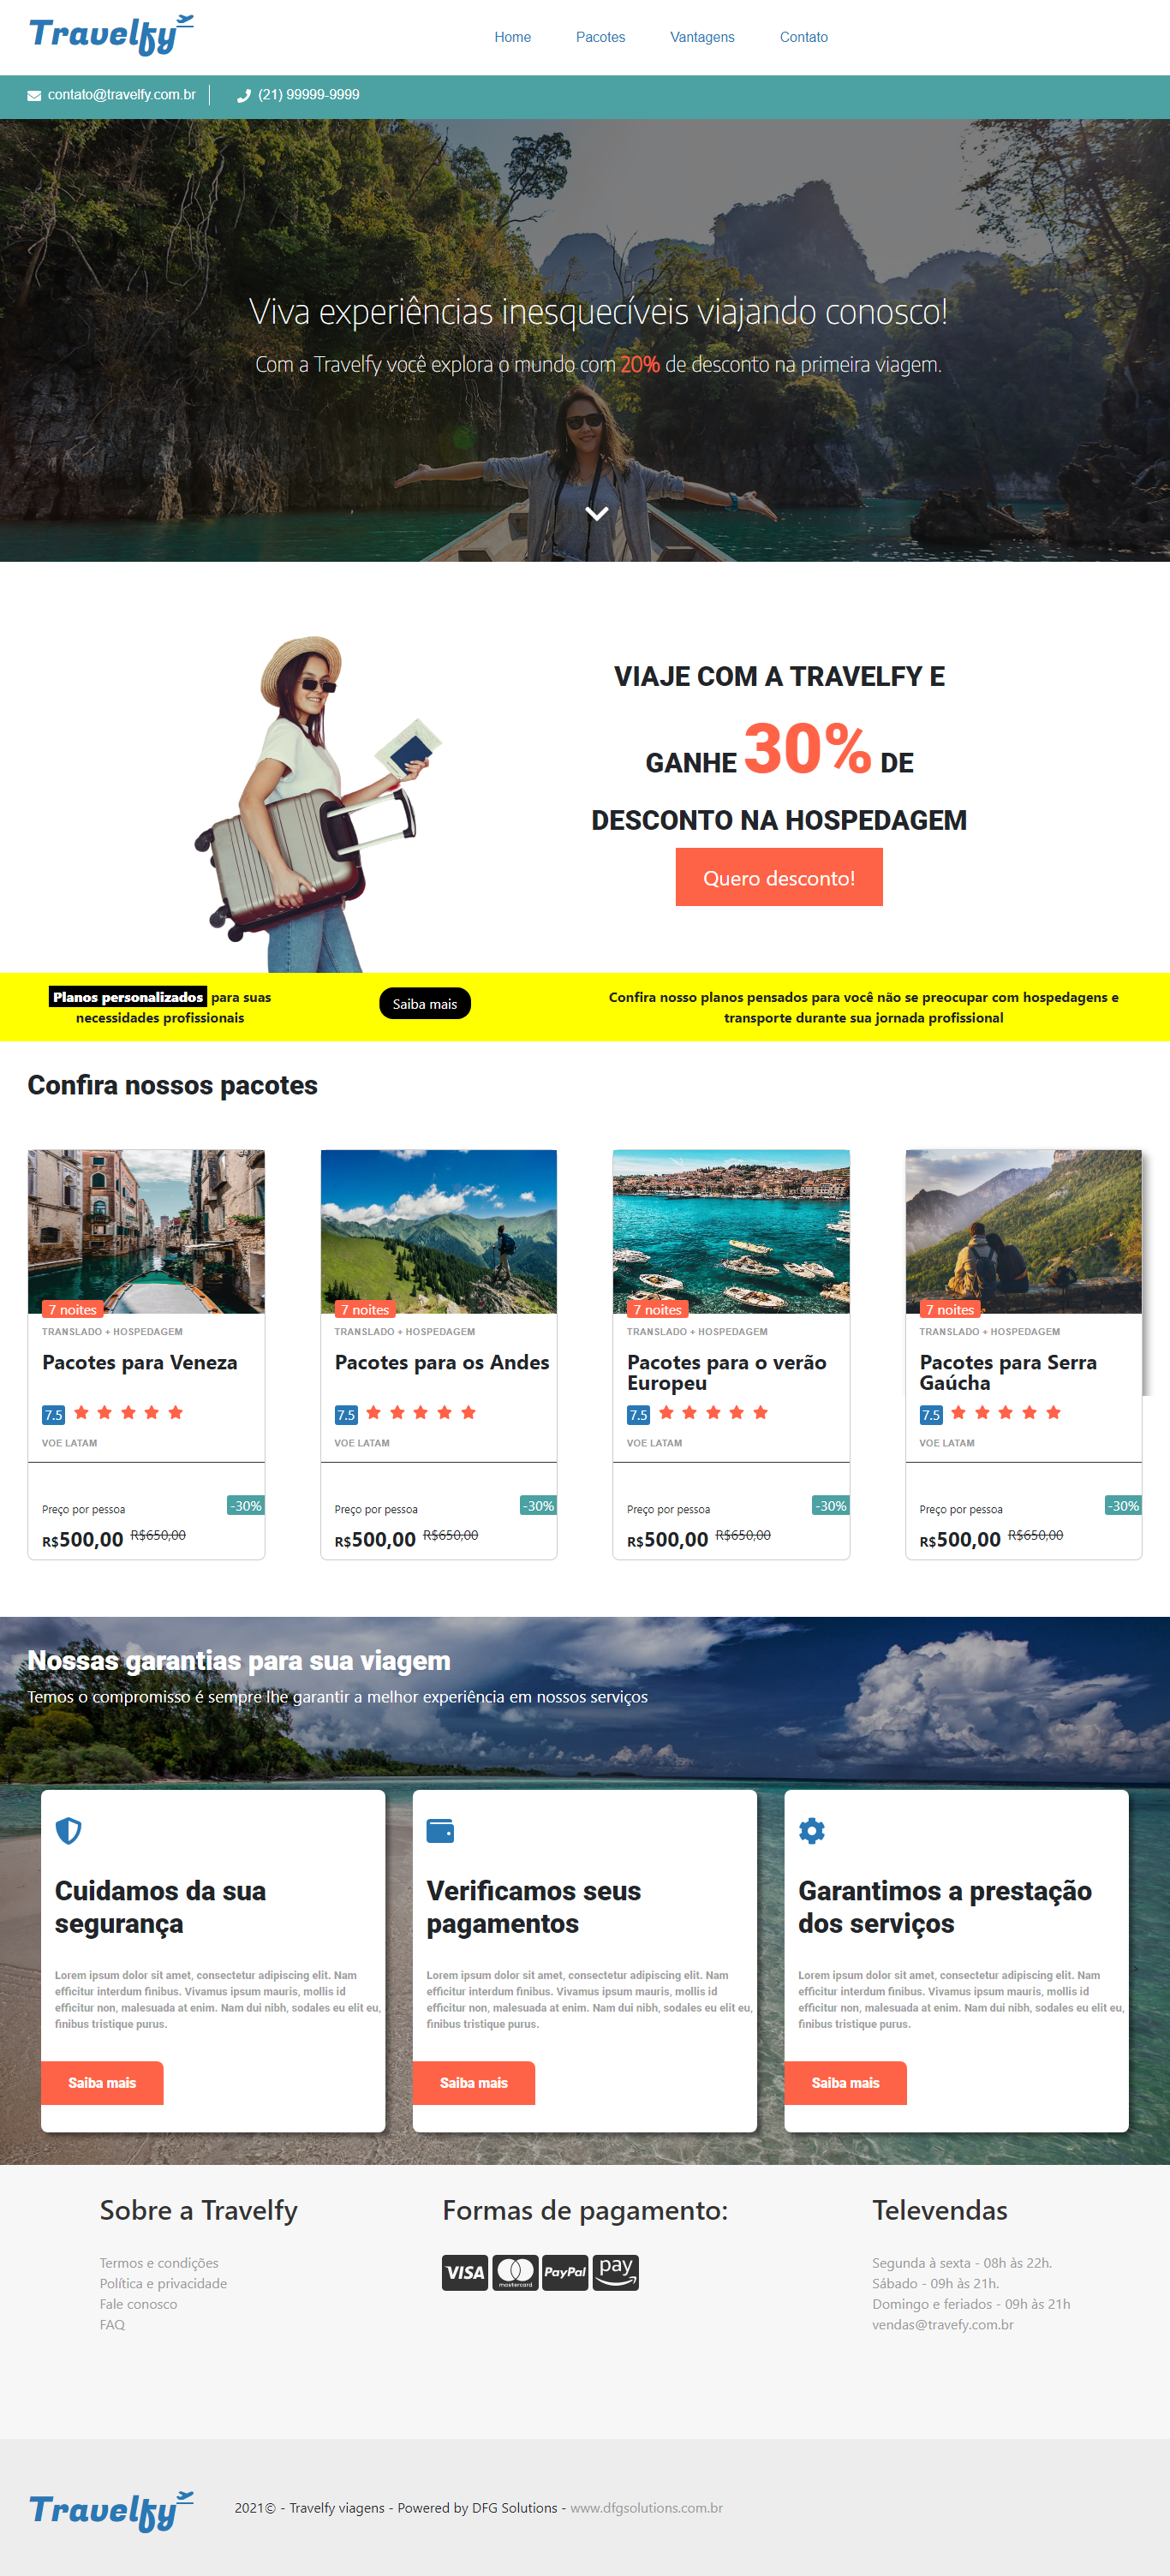 Travelfy
Home Pacotes Vantagens Contato
contato@travelfy.com.br (21) 99999-9999
Viva experiências inesquecíveis viajando conosco!
Com a Travelfy você explora o mundo com 20% de desconto na primeira viagem.
VIAJE COM A TRAVELFY E
GANHE 30% DE
DESCONTO NA HOSPEDAGEM
Quero desconto!
Planos personalizados para suas
necessidades profissionais
Saiba mais
Confira nosso planos pensados para você não se preocupar com hospedagens e
transporte durante sua jornada profissional
Confira nossos pacotes
7 noites
TRANSLADO + HOSPEDAGEM
Pacotes para Veneza
7.5
VOE LATAM
Preço por pessoa
-30%
R$500,00 R$650,00
7 noites
TRANSLADO + HOSPEDAGEM
Pacotes para os Andes
7.5
VOE LATAM
Preço por pessoa
-30%
R$500,00 R$650,00
7 noites
TRANSLADO + HOSPEDAGEM
Pacotes para o verão
Europeu
7.5
VOE LATAM
Preço por pessoa
-30%
R$500,00 R$650,00
7 noites
TRANSLADO + HOSPEDAGEM
Pacotes para Serra
Gaúcha
7.5
VOE LATAM
Preço por pessoa
-30%
R$500,00 R$650,00
Nossas garantias para sua viagem
Temos o compromisso é sempre lhe garantir a melhor experiência em nossos serviços
Cuidamos da sua
segurança
Lorem ipsum dolor sit amet, consectetur adipiscing elit. Nam
efficitur interdum finibus. Vivamus ipsum mauris, mollis id
efficitur non, malesuada at enim. Nam dui nibh, sodales eu elit eu,
finibus tristique purus.
Saiba mais
Verificamos seus
pagamentos
Lorem ipsum dolor sit amet, consectetur adipiscing elit. Nam
efficitur interdum finibus. Vivamus ipsum mauris, mollis id
efficitur non, malesuada at enim. Nam dui nibh, sodales eu elit eu,
finibus tristique purus.
Saiba mais
Garantimos a prestação
dos serviços
Lorem ipsum dolor sit amet, consectetur adipiscing elit. Nam
efficitur interdum finibus. Vivamus ipsum mauris, mollis id
efficitur non, malesuada at enim. Nam dui nibh, sodales eu elit eu,
finibus tristique purus.
Saiba mais
Sobre a Travelfy
Termos e condições
Política e privacidade
Fale conosco
FAQ
Formas de pagamento:
VISA mastercard PayPal pay
Televendas
Segunda à sexta - 08h às 22h.
Sábado - 09h às 21h.
Domingo e feriados - 09h às 21h
vendas@travefy.com.br
Travelfy
2021© - Travelfy viagens - Powered by DFG Solutions - www.dfgsolutions.com.br